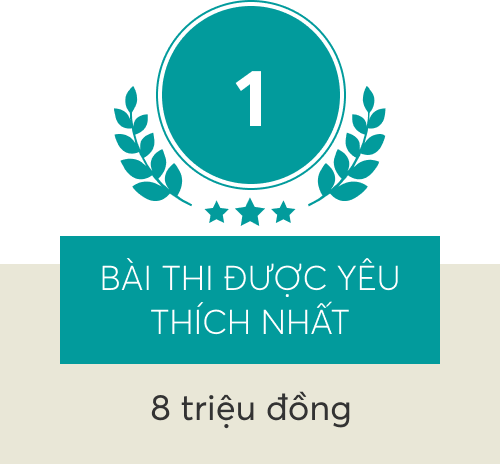 1
BÀI THI ĐƯỢC YÊU
THÍCH NHẤT
8 triệu đồng